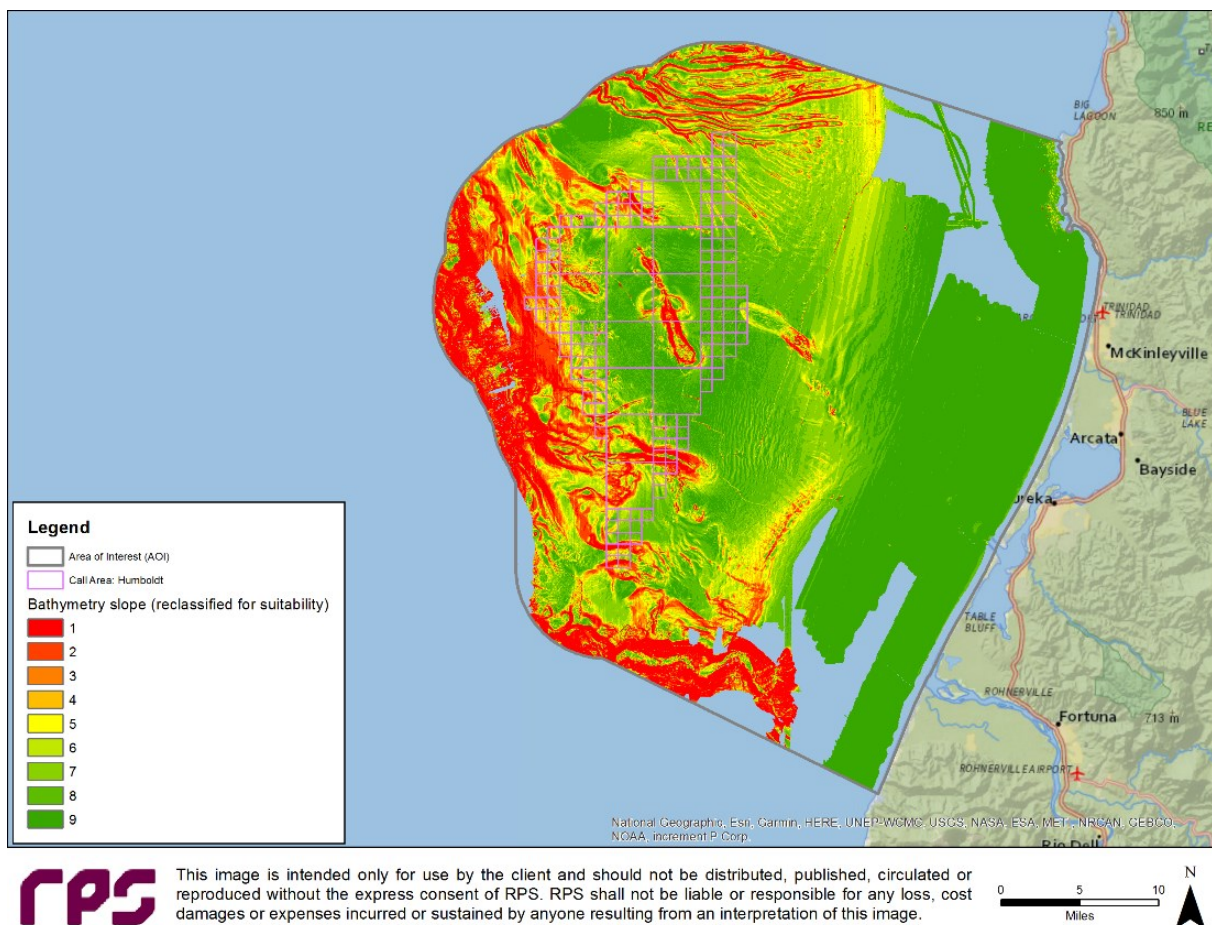 BIG
LAGOON
850 m
RE
TRINIDAD
TRINIDAD
McKinleyville
BLUE
LAKE
Arcata
Bayside
ureka
TABLE
BLUFF
ROHNERVILLE
Fortuna
713 m
ROHNERVILLE AIRPORT
Rio Dell
Legend
Area of Interest (AOI)
Call Area: Humboldt
Bathymetry slope (reclassified for suitability)
1
2
3
4
5
6
7
8
9
National Geographic, Esri, Garmin, HERE, UNEP-WCMC, USGS, NASA, ESA, METI, NRCAN, GEBCO,
NOAA, increment P Corp.
rps
This image is intended only for use by the client and should not be distributed, published, circulated or
reproduced without the express consent of RPS. RPS shall not be liable or responsible for any loss, cost
damages or expenses incurred or sustained by anyone resulting from an interpretation of this image.
0 5 10
Miles
N